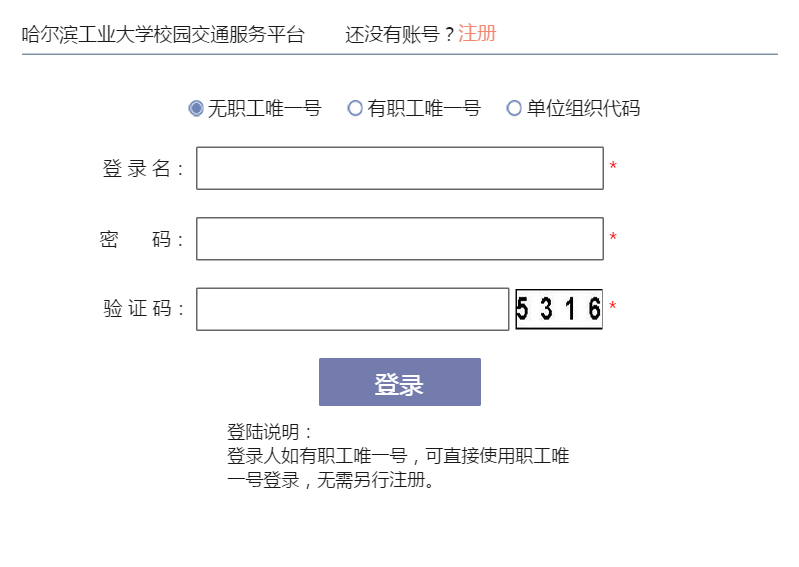 哈尔滨工业大学校园交通服务平台 还没有账号？注册
无职工唯一号 有职工唯一号 单位组织代码
登 录 名： *
密 码： *
验 证 码： 5 3 1 6 *
登录
登陆说明：
登录人如有职工唯一号，可直接使用职工唯
一号登录，无需另行注册。